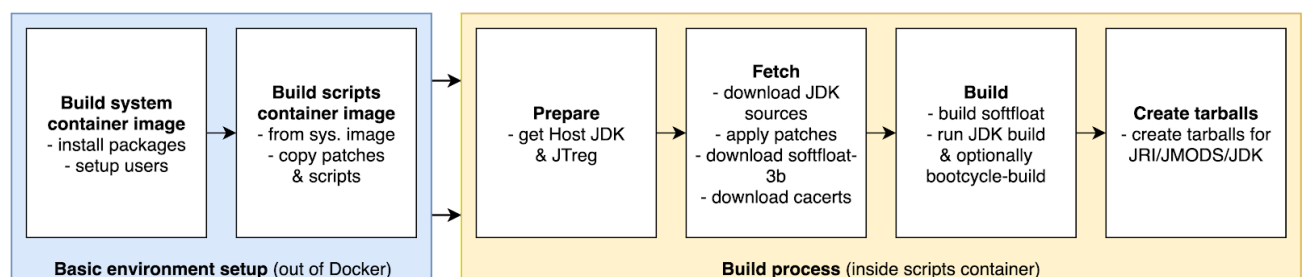 Build system
container image
- install packages
- setup users
Build scripts
container image
- from sys. image
- copy patches
& scripts
Prepare
- get Host JDK
& JTreg
Fetch
- download JDK
sources
- apply patches
- download softfloat-
3b
- download cacerts
Build
- build softfloat
- run JDK build
& optionally
bootcycle-build
Create tarballs
- create tarballs for
JRI/JMODS/JDK
Basic environment setup (out of Docker)
Build process (inside scripts container)